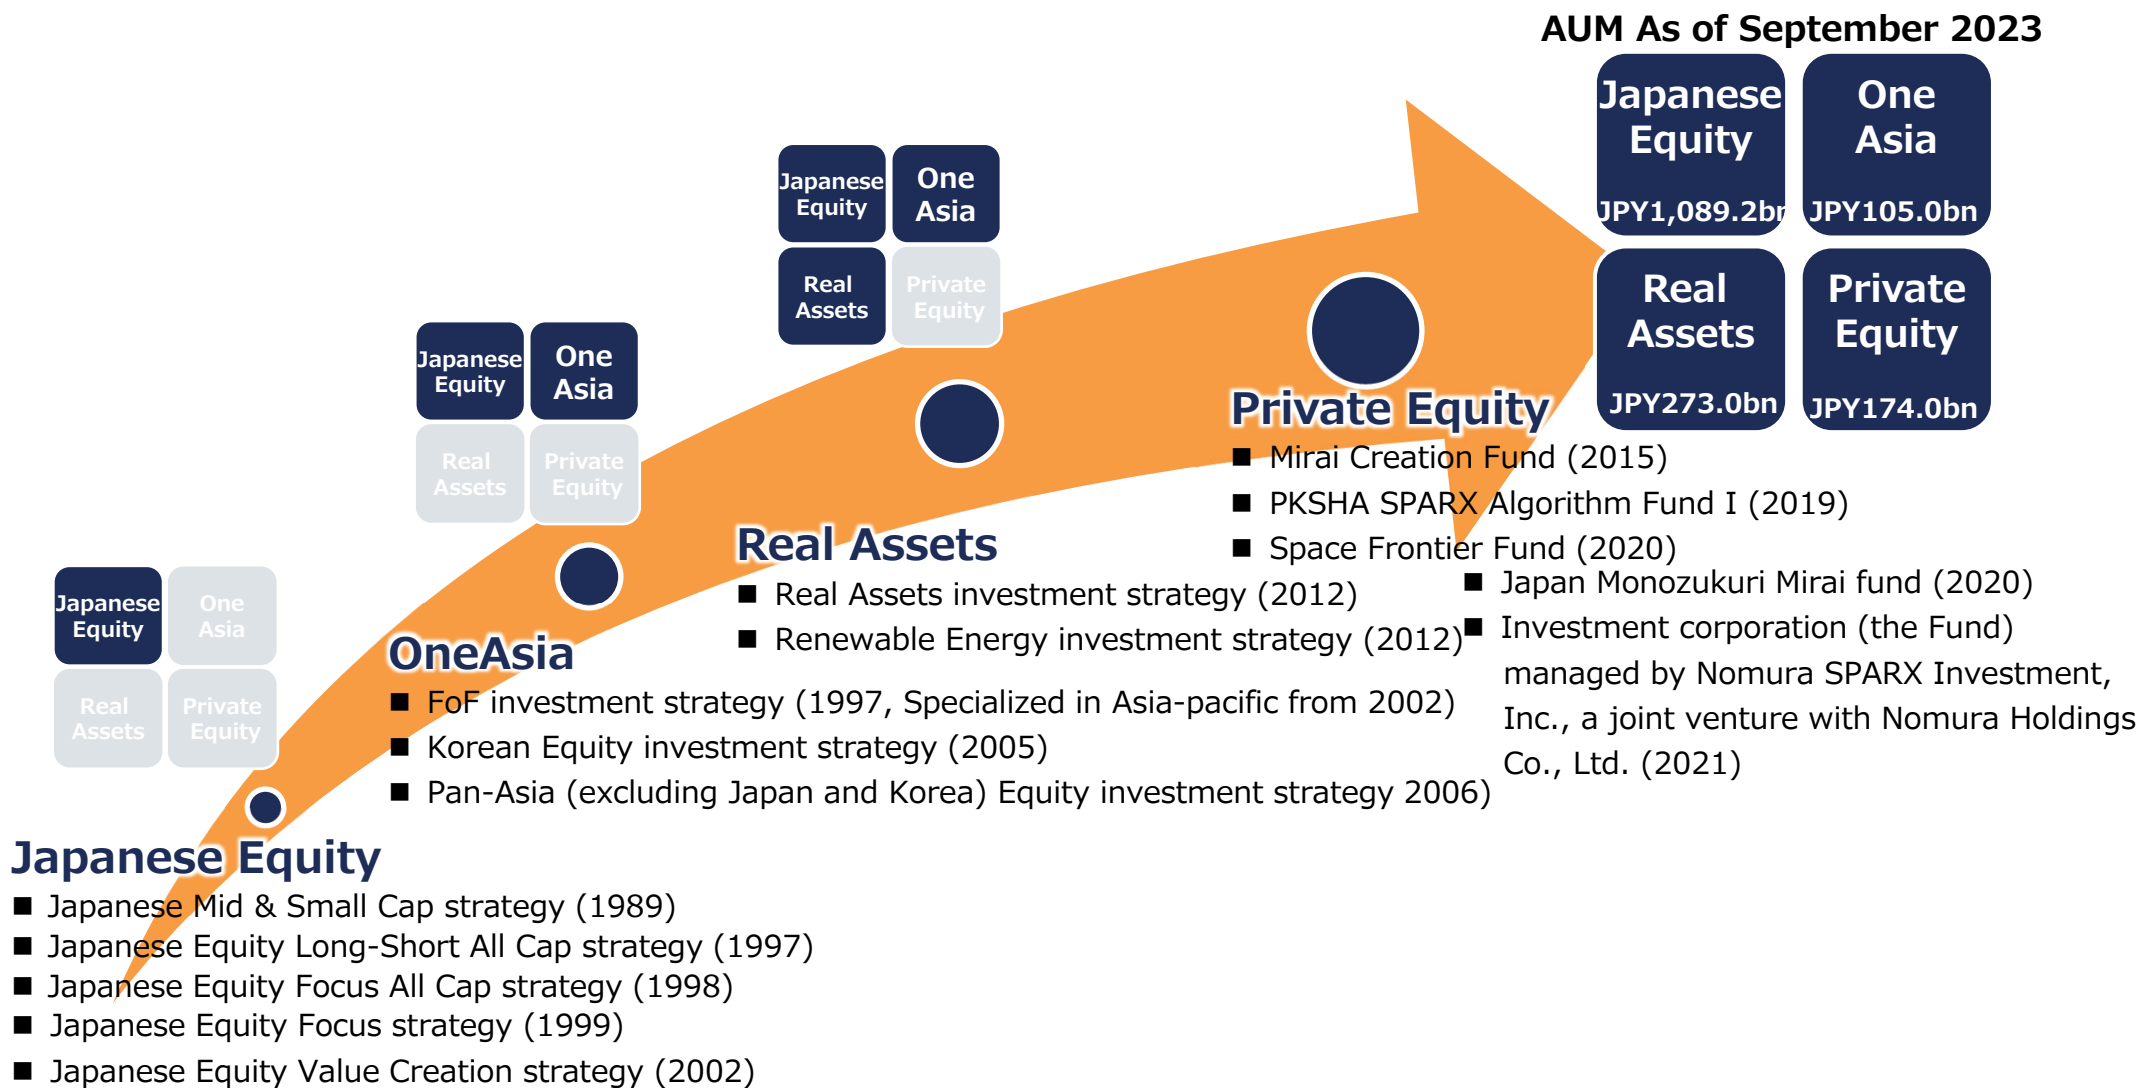 AUM As of September 2023
Japanese
Equity
JPY1,089.2bn
One
Asia
JPY105.0bn
Real
Assets
JPY273.0bn
Private
Equity
JPY174.0bn
Japanese
Equity
One
Asia
Real
Assets
Private
Equity
Japanese
Equity
One
Asia
Real
Assets
Private
Equity
Japanese
Equity
One
Asia
Real
Assets
Private
Equity
Private Equity
■ Mirai Creation Fund (2015)
■ PKSHA SPARX Algorithm Fund I (2019)
■ Space Frontier Fund (2020)
■ Japan Monozukuri Mirai fund (2020)
■ Investment corporation (the Fund)
managed by Nomura SPARX Investment,
Inc., a joint venture with Nomura Holdings
Co., Ltd. (2021)
Real Assets
■ Real Assets investment strategy (2012)
■ Renewable Energy investment strategy (2012)
OneAsia
■ FoF investment strategy (1997, Specialized in Asia-pacific from 2002)
■ Korean Equity investment strategy (2005)
■ Pan-Asia (excluding Japan and Korea) Equity investment strategy 2006)
Japanese Equity
■ Japanese Mid & Small Cap strategy (1989)
■ Japanese Equity Long-Short All Cap strategy (1997)
■ Japanese Equity Focus All Cap strategy (1998)
■ Japanese Equity Focus strategy (1999)
■ Japanese Equity Value Creation strategy (2002)